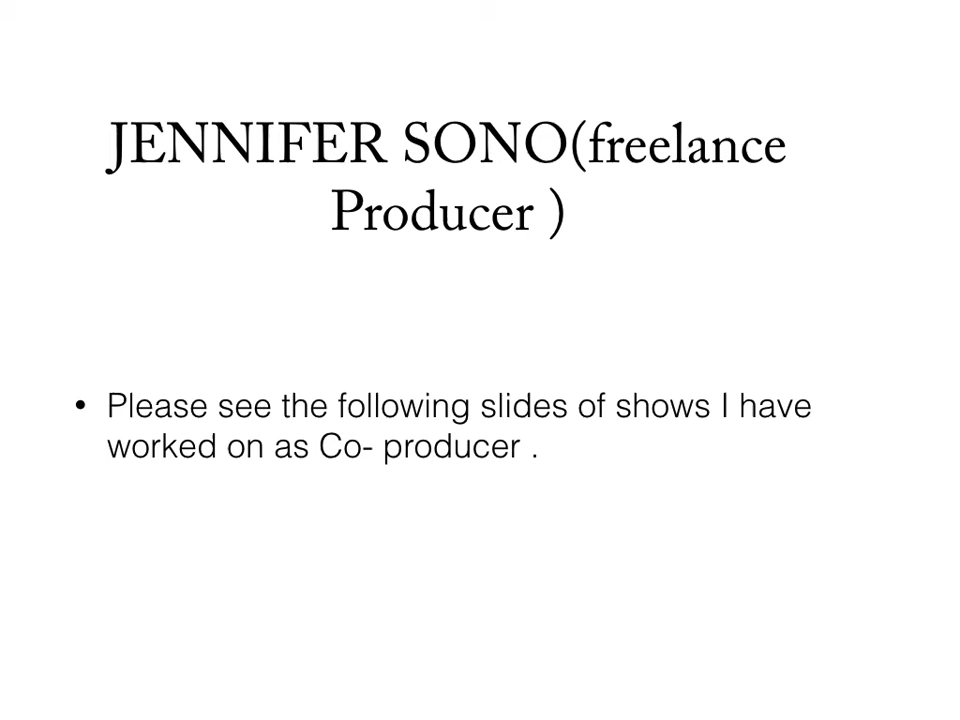 JENNIFER SONO(freelance
Producer )
• Please see the following slides of shows I have
worked on as Co- producer .